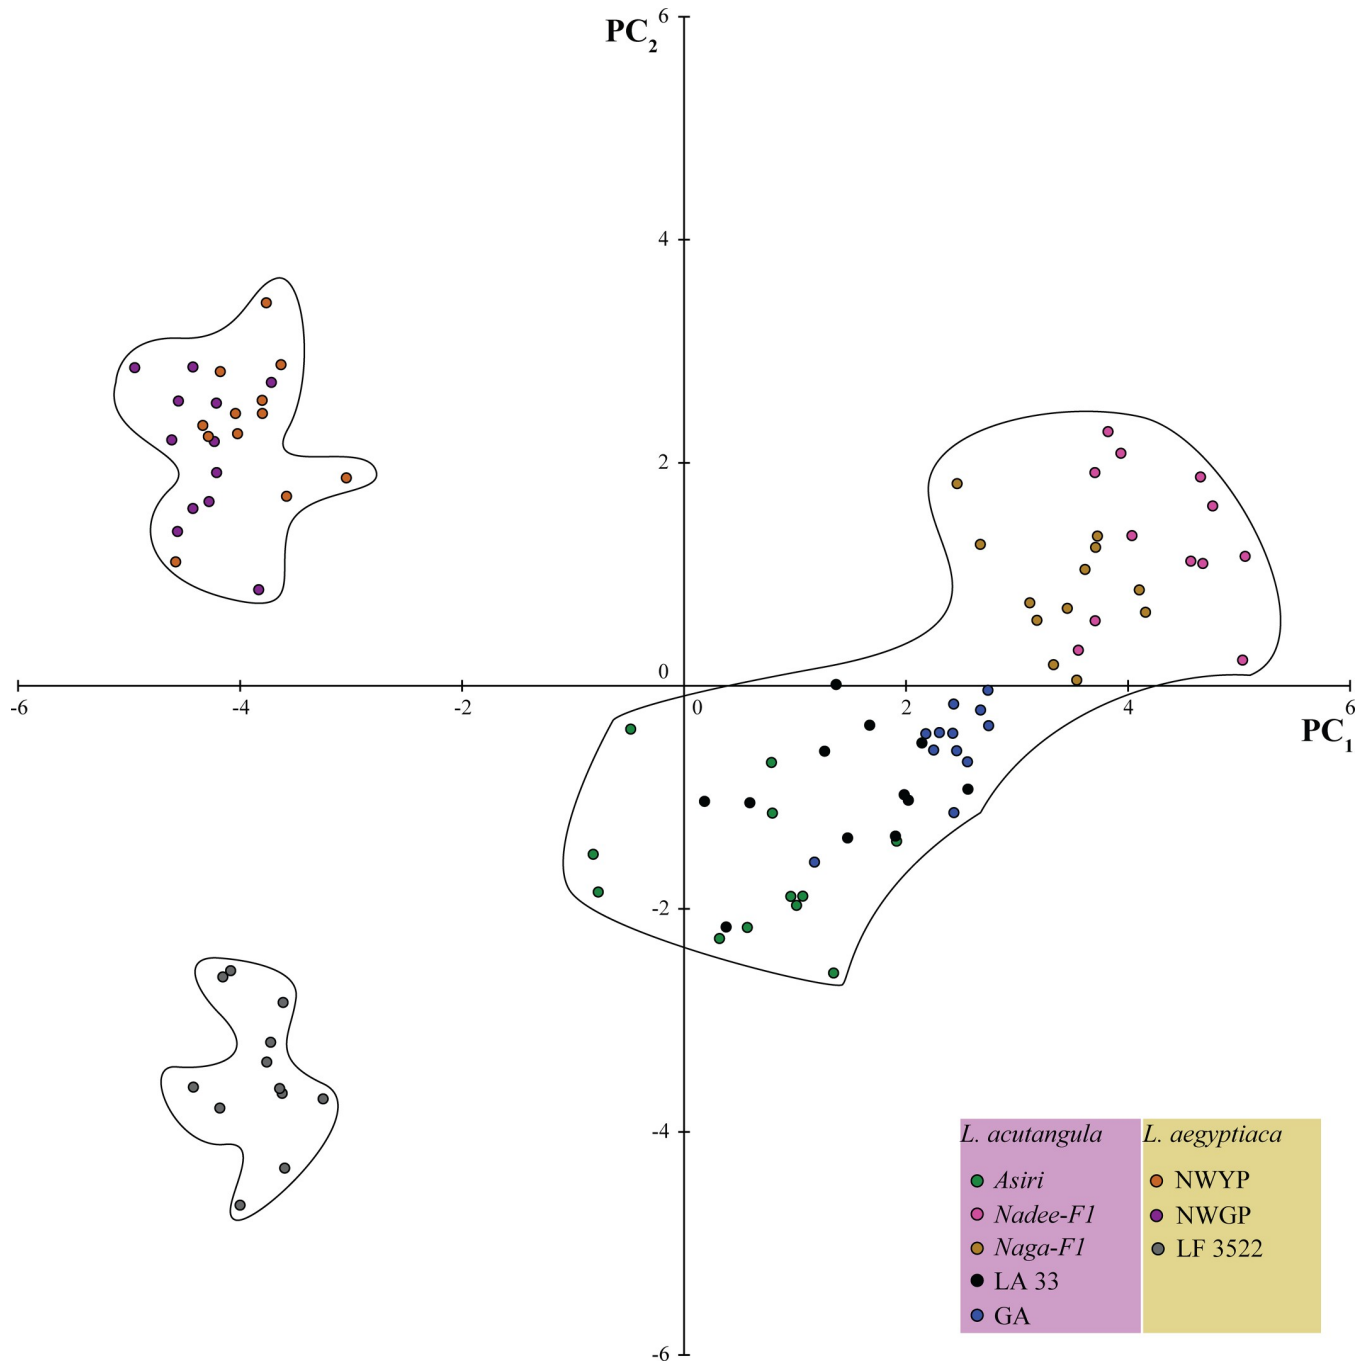 6
PC2
4
2
0
-6
-4
-2
0
2
4
6
PC1
-2
-4
L. acutangula
L. aegyptiaca
Asiri
NWYP
Nadee-F1
NWGP
Naga-F1
LF 3522
LA 33
GA
-6